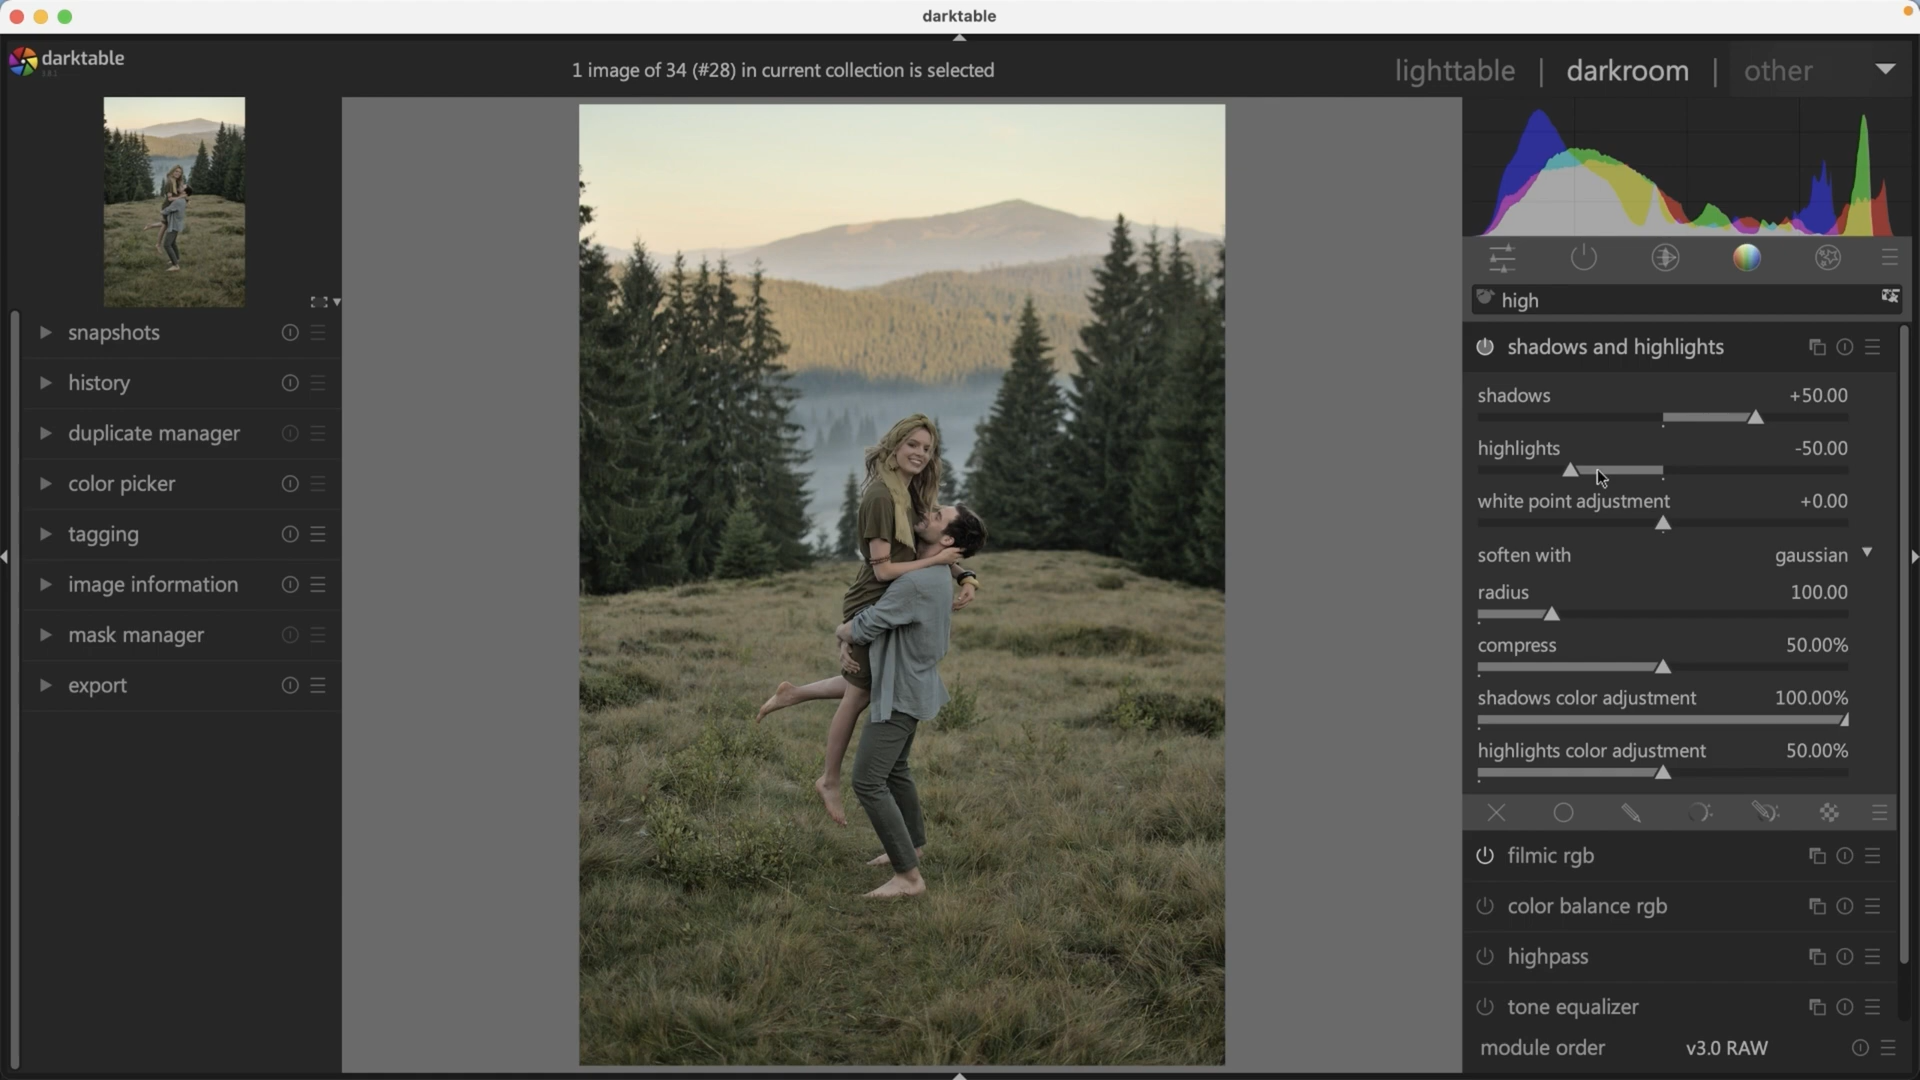 darktable
darktable
1 image of 34 (#28) in current collection is selected
lighttable | darkroom | other
high
snapshots
history
duplicate manager
color picker
tagging
image information
mask manager
export
shadows and highlights
shadows +50.00
highlights -50.00
white point adjustment +0.00
soften with gaussian
radius 100.00
compress 50.00%
shadows color adjustment 100.00%
highlights color adjustment 50.00%
filmic rgb
color balance rgb
highpass
tone equalizer
module order v3.0 RAW